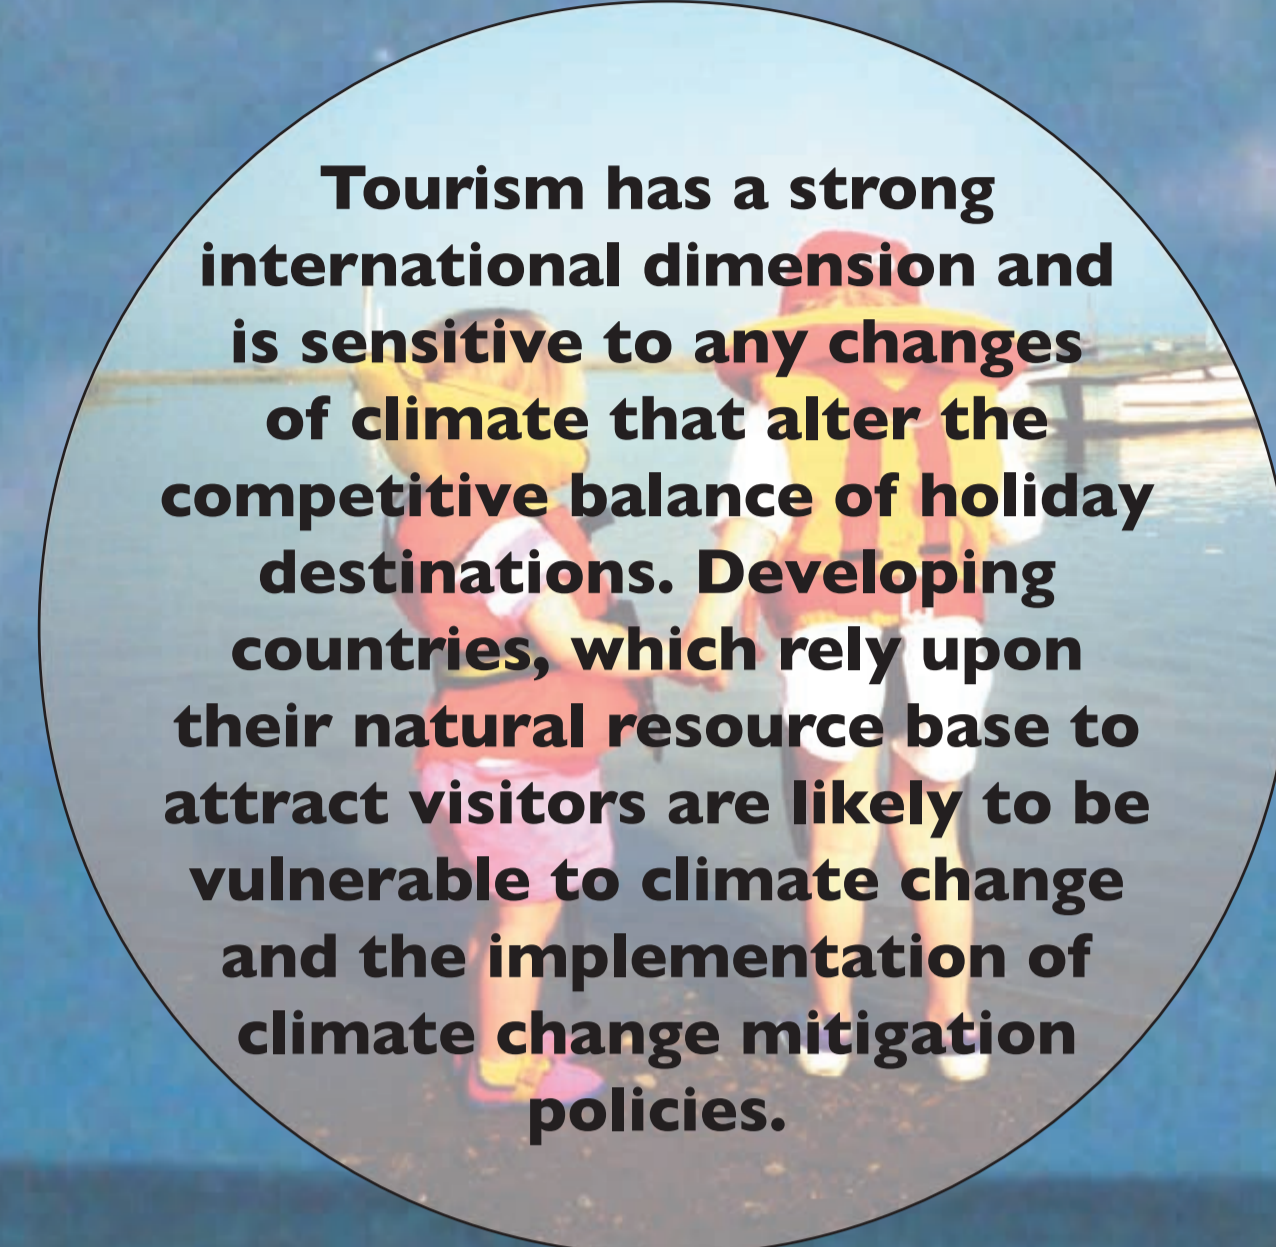 Tourism has a strong
international dimension and
is sensitive to any changes
of climate that alter the
competitive balance of holiday
destinations. Developing
countries, which rely upon
their natural resource base to
attract visitors are likely to be
vulnerable to climate change
and the implementation of
climate change mitigation
policies.